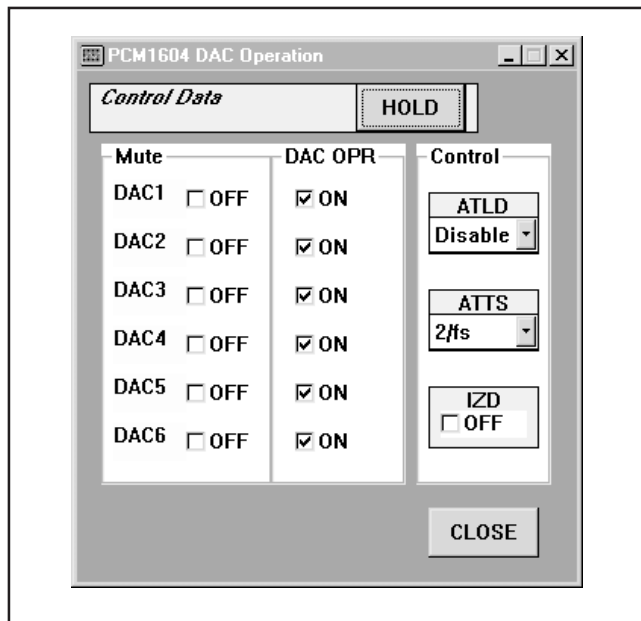 PCM1604 DAC Operation
Control Data
HOLD
Mute
DAC OPR
Control
DAC1 OFF ON
DAC2 OFF ON
DAC3 OFF ON
DAC4 OFF ON
DAC5 OFF ON
DAC6 OFF ON
ATLD
Disable
ATTS
2/fs
IZD
OFF
CLOSE